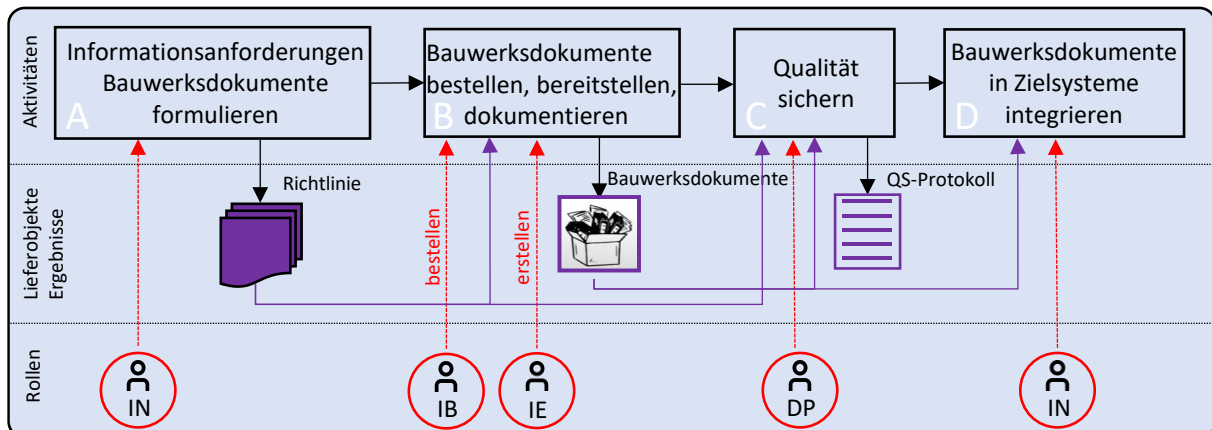 Aktivitäten
Informationsanforderungen
Bauwerksdokumente
formulieren
A
Bauwerksdokumente
bestellen, bereitstellen,
dokumentieren
B
Qualität
sichern
C
Bauwerksdokumente
in Zielsysteme
integrieren
D
Lieferobjekte
Ergebnisse
Richtlinie
bestellen
erstellen
Bauwerksdokumente
QS-Protokoll
Rollen
IN
IB
IE
DP
IN